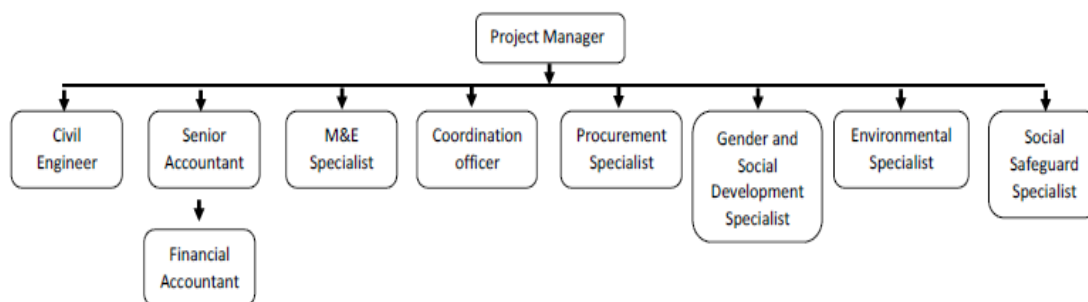 Project Manager
Civil
Engineer
Senior
Accountant
M&E
Specialist
Coordination
officer
Procurement
Specialist
Gender and
Social
Development
Specialist
Environmental
Specialist
Social
Safeguard
Specialist
Financial
Accountant